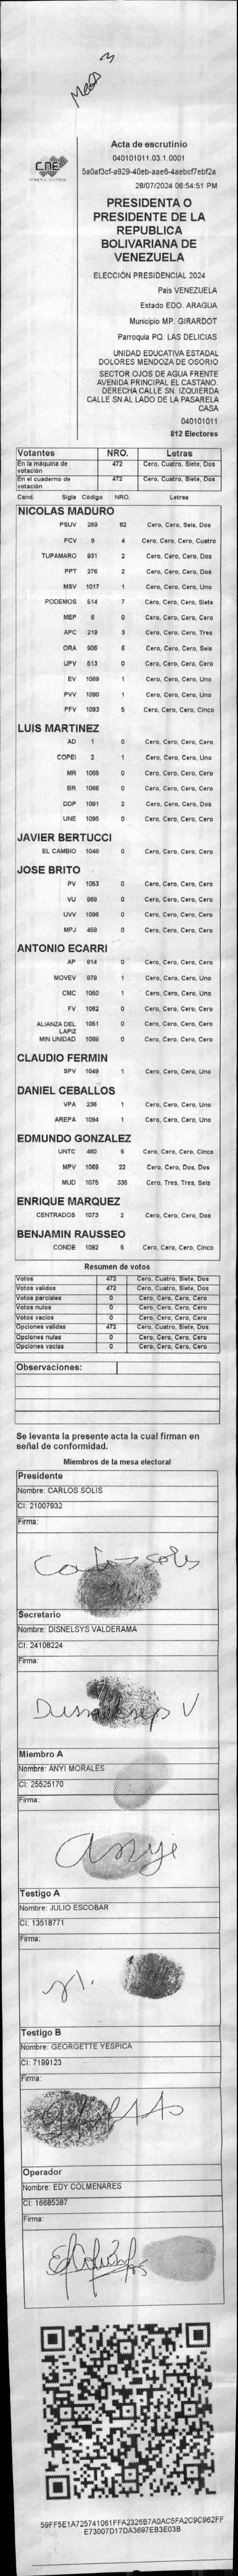 Mesa 3
CNE
Acta de escrutinio
040101011.03.1.0001
5a0af3cf-a929-40eb-aae6-4aebcf7ebf2a
28/07/2024 06:54:51 PM
PRESIDENTA O
PRESIDENTE DE LA
REPUBLICA
BOLIVARIANA DE
VENEZUELA
ELECCIÓN PRESIDENCIAL 2024
Pais VENEZUELA
Estado EDO. ARAGUA
Municipio MP. GIRARDOT
Parroquia PQ. LAS DELICIAS
UNIDAD EDUCATIVA ESTADAL
DOLORES MENDOZA DE OSORIO
SECTOR OJOS DE AGUA FRENTE
AVENIDA PRINCIPAL EL CASTANO.
DERECHA CALLE SN. IZQUIERDA
CALLE SN AL LADO DE LA PASARELA
CASA
040101011
812 Electores
Votantes NRO. Letras
En la máquina de votación 472 Cero, Cuatro, Siete, Dos
En el cuaderno de votación 472 Cero, Cuatro, Siete, Dos
Cand. Sigla Código NRO. Letras
NICOLAS MADURO
PSUV 269 62 Cero, Cero, Seis, Dos
PCV 9 4 Cero, Cero, Cero, Cuatro
TUPAMARO 931 2 Cero, Cero, Cero, Dos
PPT 276 2 Cero, Cero, Cero, Dos
MSV 1017 1 Cero, Cero, Cero, Uno
PODEMOS 514 7 Cero, Cero, Cero, Siete
MEP 6 0 Cero, Cero, Cero, Cero
APC 219 3 Cero, Cero, Cero, Tres
ORA 906 6 Cero, Cero, Cero, Seis
UPV 513 0 Cero, Cero, Cero, Cero
EV 1089 1 Cero, Cero, Cero, Uno
PVV 1090 1 Cero, Cero, Cero, Uno
PFV 1093 5 Cero, Cero, Cero, Cinco
LUIS MARTINEZ
AD 1 0 Cero, Cero, Cero, Cero
COPEI 2 1 Cero, Cero, Cero, Uno
MR 1065 0 Cero, Cero, Cero, Cero
BR 1066 0 Cero, Cero, Cero, Cero
DDP 1091 2 Cero, Cero, Cero, Dos
UNE 1095 0 Cero, Cero, Cero, Cero
JAVIER BERTUCCI
EL CAMBIO 1048 0 Cero, Cero, Cero, Cero
JOSE BRITO
PV 1053 0 Cero, Cero, Cero, Cero
VU 868 0 Cero, Cero, Cero, Cero
UVV 1096 0 Cero, Cero, Cero, Cero
MPJ 458 0 Cero, Cero, Cero, Cero
ANTONIO ECARRI
AP 814 0 Cero, Cero, Cero, Cero
MOVEV 878 1 Cero, Cero, Cero, Uno
CMC 1050 1 Cero, Cero, Cero, Uno
FV 1062 0 Cero, Cero, Cero, Cero
ALIANZA DEL LAPIZ 1051 0 Cero, Cero, Cero, Cero
MIN UNIDAD 1069 0 Cero, Cero, Cero, Cero
CLAUDIO FERMIN
SPV 1049 1 Cero, Cero, Cero, Uno
DANIEL CEBALLOS
VPA 236 1 Cero, Cero, Cero, Uno
AREPA 1094 1 Cero, Cero, Cero, Uno
EDMUNDO GONZALEZ
UNTC 460 5 Cero, Cero, Cero, Cinco
MPV 1069 22 Cero, Cero, Dos, Dos
MUD 1075 336 Cero, Tres, Tres, Seis
ENRIQUE MARQUEZ
CENTRADOS 1073 2 Cero, Cero, Cero, Dos
BENJAMIN RAUSSEO
CONDE 1092 5 Cero, Cero, Cero, Cinco
Resumen de votos
Votos 472 Cero, Cuatro, Siete, Dos
Votos validos 472 Cero, Cuatro, Siete, Dos
Votos parciales 0 Cero, Cero, Cero, Cero
Votos nulos 0 Cero, Cero, Cero, Cero
Votos vacios 0 Cero, Cero, Cero, Cero
Opciones validas 472 Cero, Cuatro, Siete, Dos
Opciones nulas 0 Cero, Cero, Cero, Cero
Opciones vacias 0 Cero, Cero, Cero, Cero
Observaciones:
Se levanta la presente acta la cual firman en
señal de conformidad.
Miembros de la mesa electoral
Presidente
Nombre: CARLOS SOLIS
CI: 21007932
Firma:
Carlos solis
Secretario
Nombre: DISNELSYS VALDERAMA
CI: 24108224
Firma:
Disnelsys V
Miembro A
Nombre: ANYI MORALES
CI: 25525170
Firma:
Anyi
Testigo A
Nombre: JULIO ESCOBAR
CI: 13518771
Firma:
Testigo B
Nombre: GEORGETTE YESPICA
CI: 7199123
Firma:
Operador
Nombre: EDY COLMENARES
CI: 16685387
Firma:
59FF5E1A725741061FFA2326B7A0AC5FA2C9C962FF
E73007D17DA3697EB3E03B